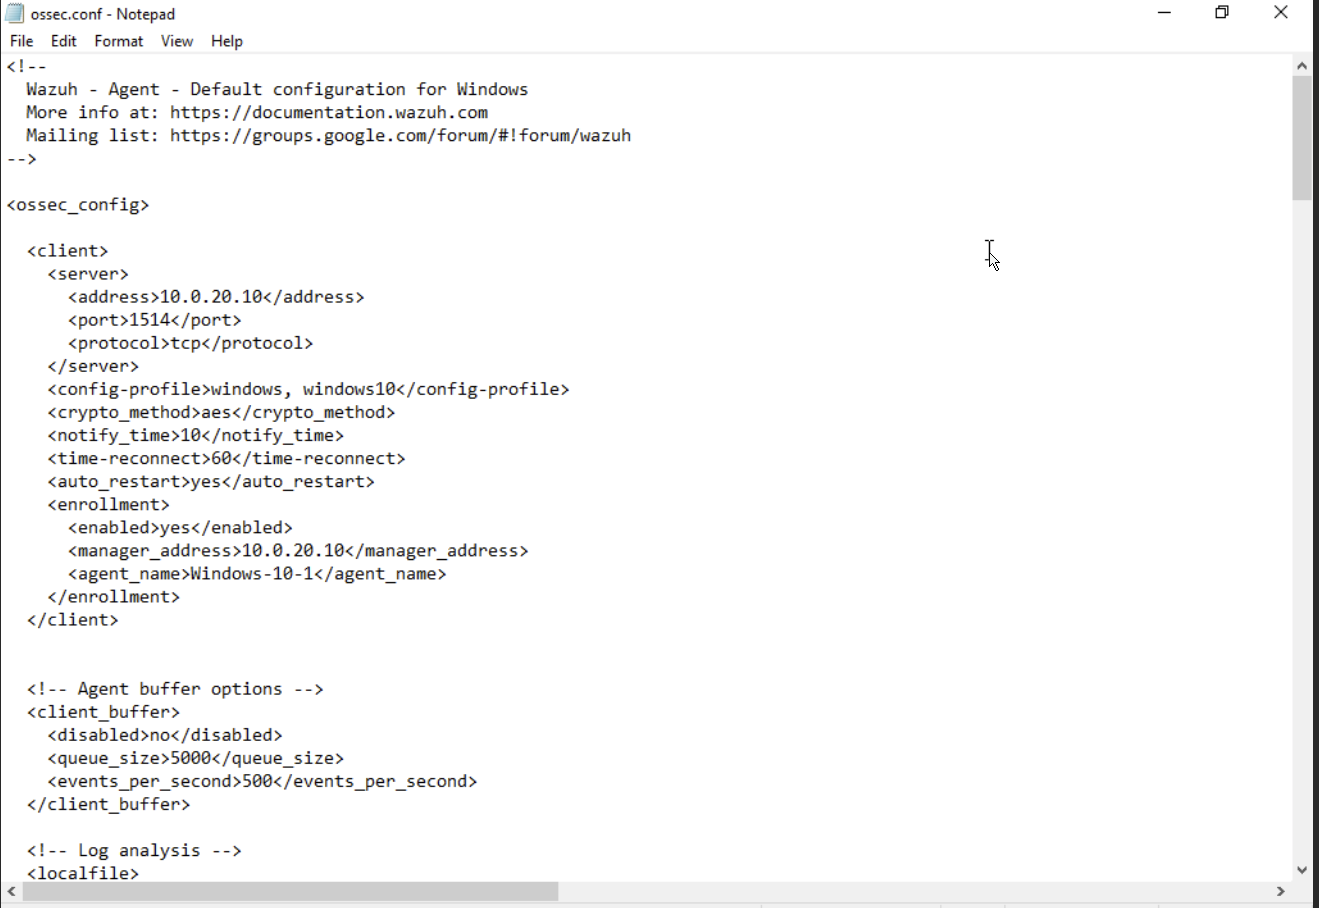 ossec.conf - Notepad
File Edit Format View Help
<!--
  Wazuh - Agent - Default configuration for Windows
  More info at: https://documentation.wazuh.com
  Mailing list: https://groups.google.com/forum/#!forum/wazuh
-->

<ossec_config>

  <client>
    <server>
      <address>10.0.20.10</address>
      <port>1514</port>
      <protocol>tcp</protocol>
    </server>
    <config-profile>windows, windows10</config-profile>
    <crypto_method>aes</crypto_method>
    <notify_time>10</notify_time>
    <time-reconnect>60</time-reconnect>
    <auto_restart>yes</auto_restart>
    <enrollment>
      <enabled>yes</enabled>
      <manager_address>10.0.20.10</manager_address>
      <agent_name>Windows-10-1</agent_name>
    </enrollment>
  </client>


  <!-- Agent buffer options -->
  <client_buffer>
    <disabled>no</disabled>
    <queue_size>5000</queue_size>
    <events_per_second>500</events_per_second>
  </client_buffer>

  <!-- Log analysis -->
  <localfile>